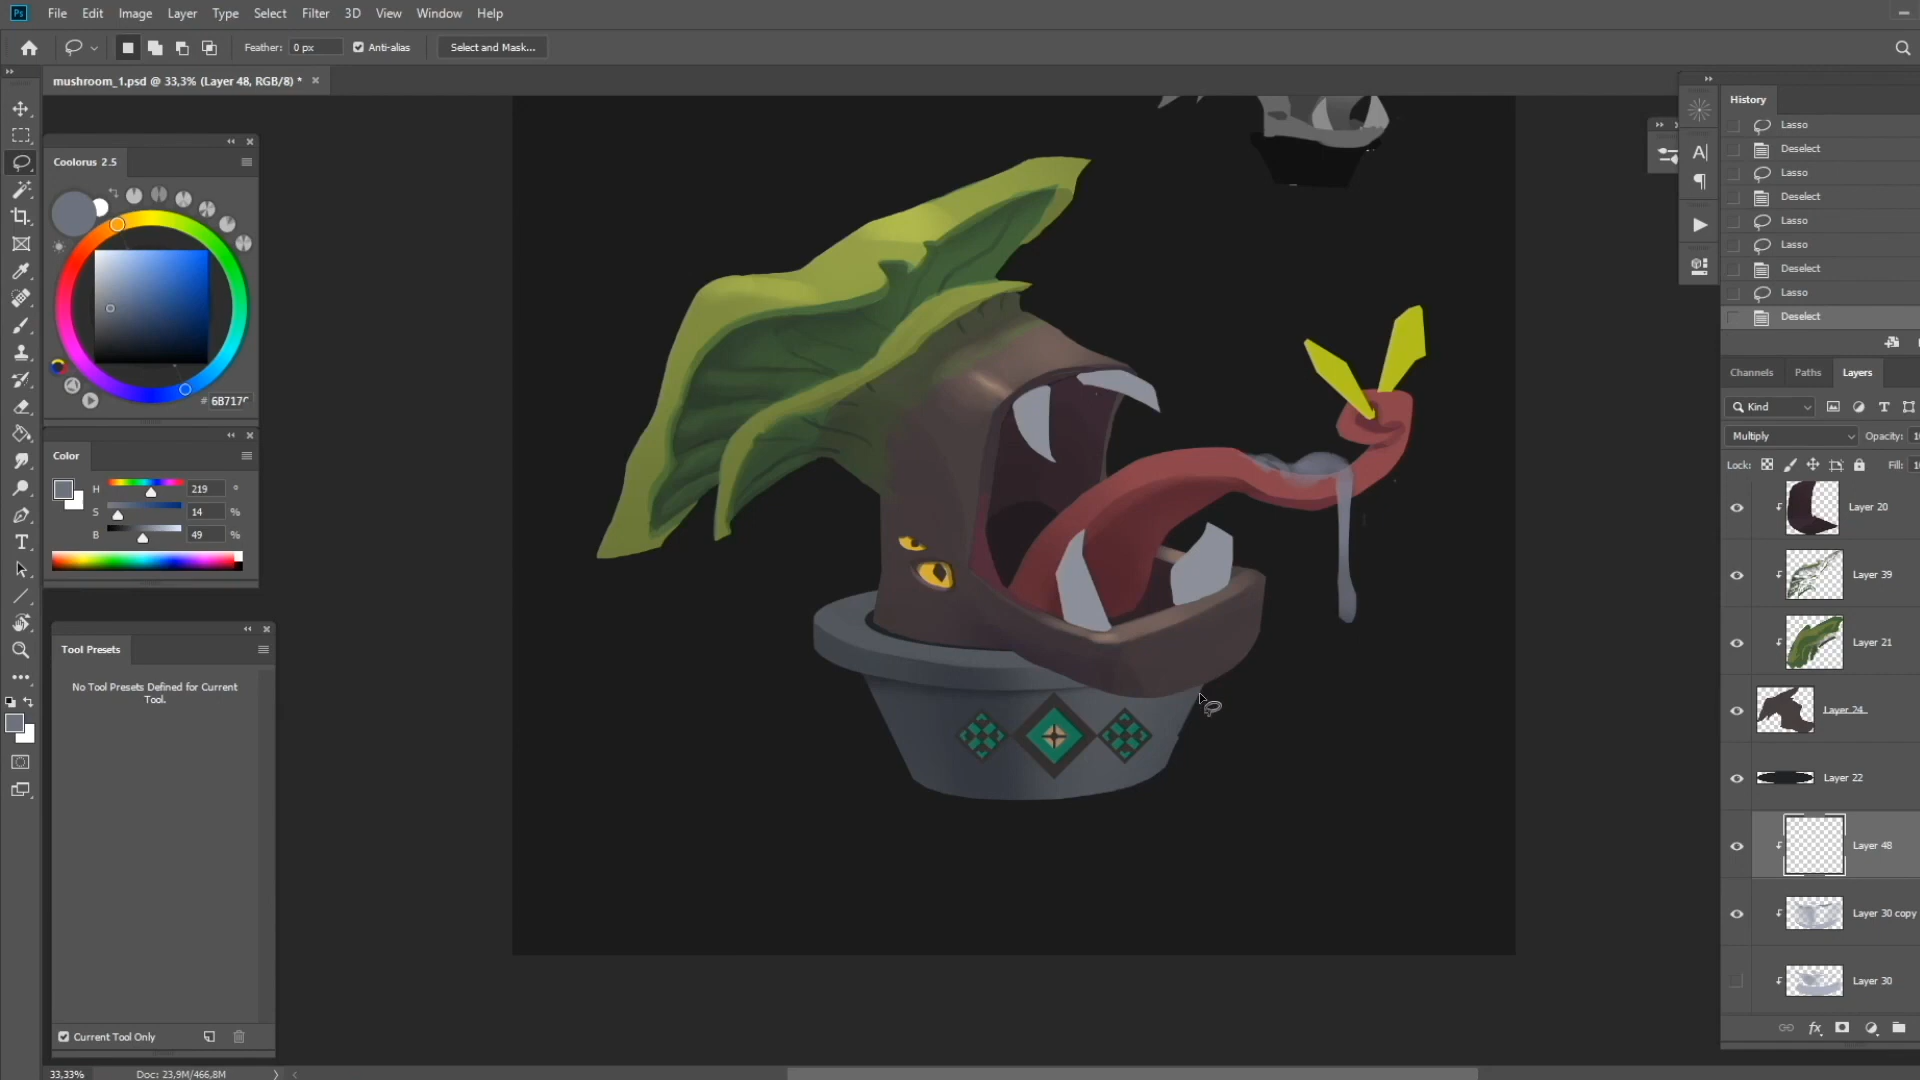 Ps File Edit Image Layer Type Select Filter 3D View Window Help
Feather: 0 px Anti-alias Select and Mask...
mushroom_1.psd @ 33,3% (Layer 48, RGB/8) *
Coolorus 2.5
# 6B717
Color
H 219 °
S 14 %
B 49 %
Tool Presets
No Tool Presets Defined for Current
Tool.
Current Tool Only
33,33% Doc: 23,9M/466,8M
History
Lasso
Deselect
Lasso
Deselect
Lasso
Lasso
Deselect
Lasso
Deselect
Channels Paths Layers
Kind
Multiply Opacity:
Lock: Fill:
Layer 20
Layer 39
Layer 21
Layer 24
Layer 22
Layer 48
Layer 30 copy
Layer 30